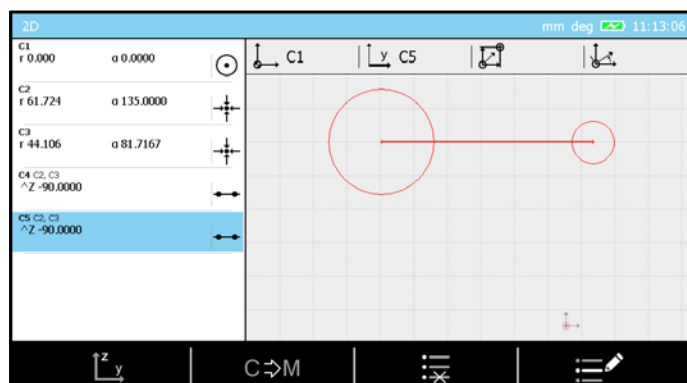 2D
mm deg 11:13:06
C1
r 0.000 α 0.0000
C2
r 61.724 α 135.0000
C3
r 44.106 α 81.7167
C4 C2, C3
^Z -90.0000
C5 C2, C3
^Z -90.0000
C1
y C5
z
y
C⇨M